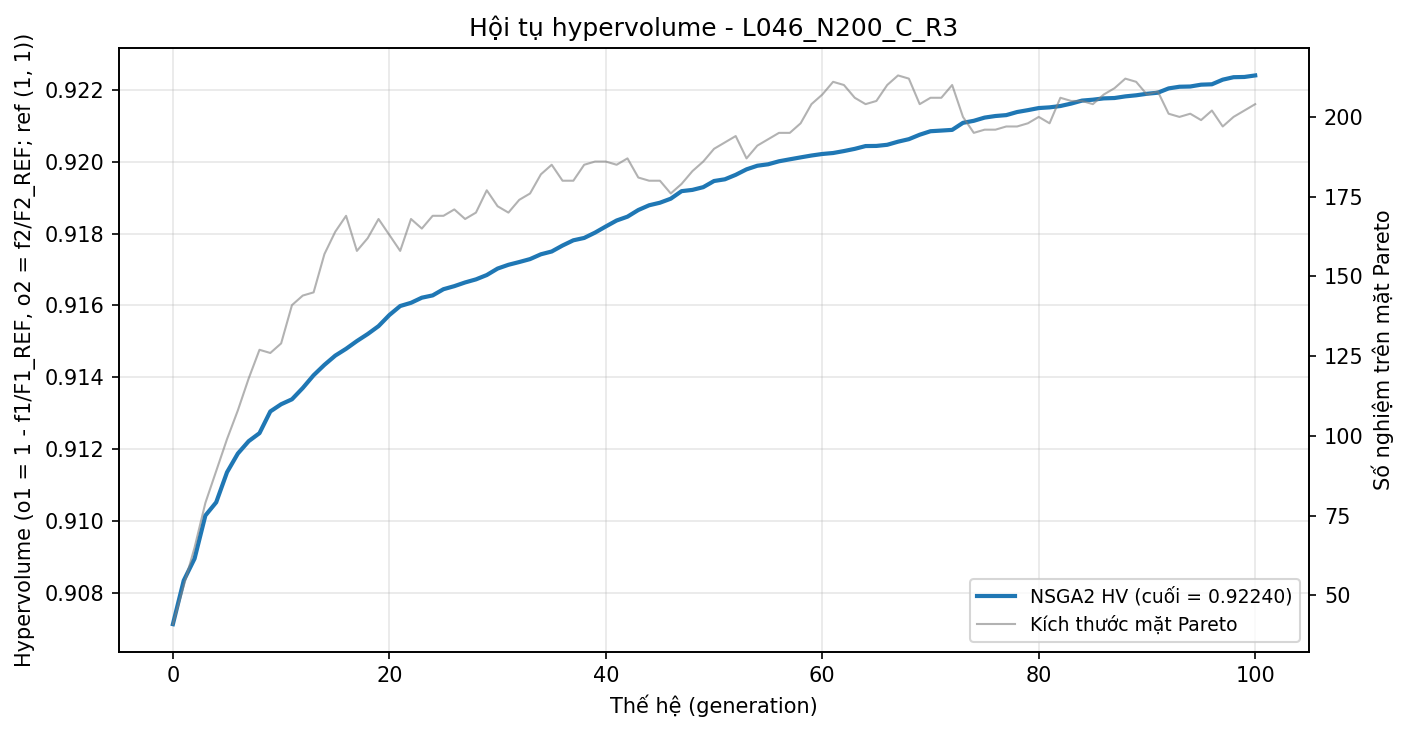 Hội tụ hypervolume - L046_N200_C_R3
Hypervolume (o1 = 1 - f1/F1_REF, o2 = f2/F2_REF; ref (1, 1))
0.922
0.920
0.918
0.916
0.914
0.912
0.910
0.908
200
175
150
125
100
75
50
Số nghiệm trên mặt Pareto
NSGA2 HV (cuối = 0.92240)
Kích thước mặt Pareto
0 20 40 60 80 100
Thế hệ (generation)